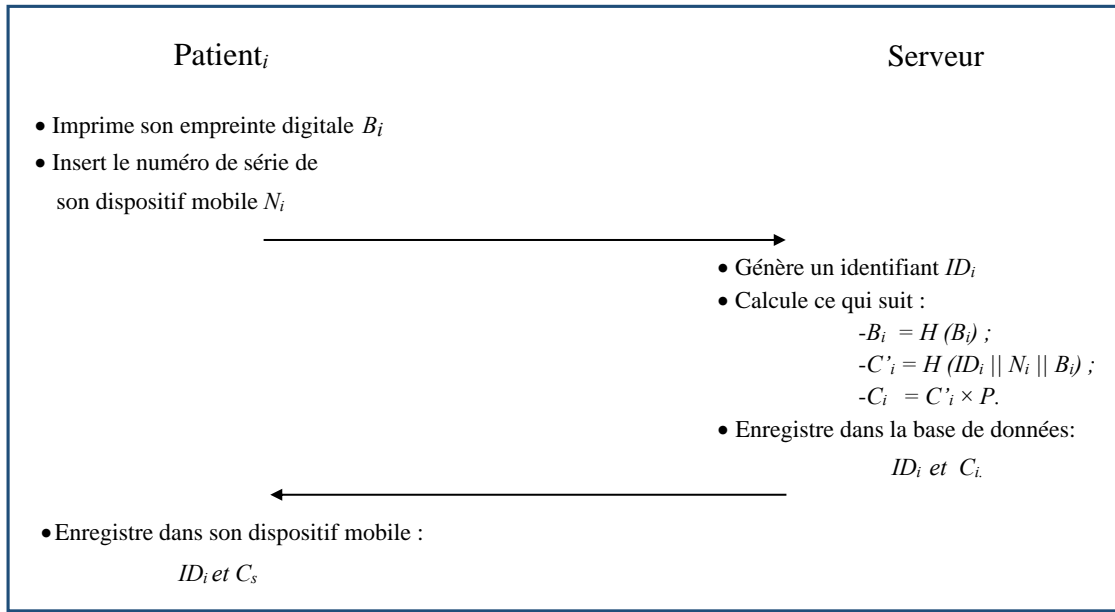 Patienti
Serveur
• Imprime son empreinte digitale Bi
• Insert le numéro de série de
son dispositif mobile Ni
• Génère un identifiant IDi
• Calcule ce qui suit :
-Bi = H (Bi) ;
-C’i = H (IDi || Ni || Bi) ;
-Ci = C’i × P.
• Enregistre dans la base de données:
IDi et Ci.
• Enregistre dans son dispositif mobile :
IDi et Cs